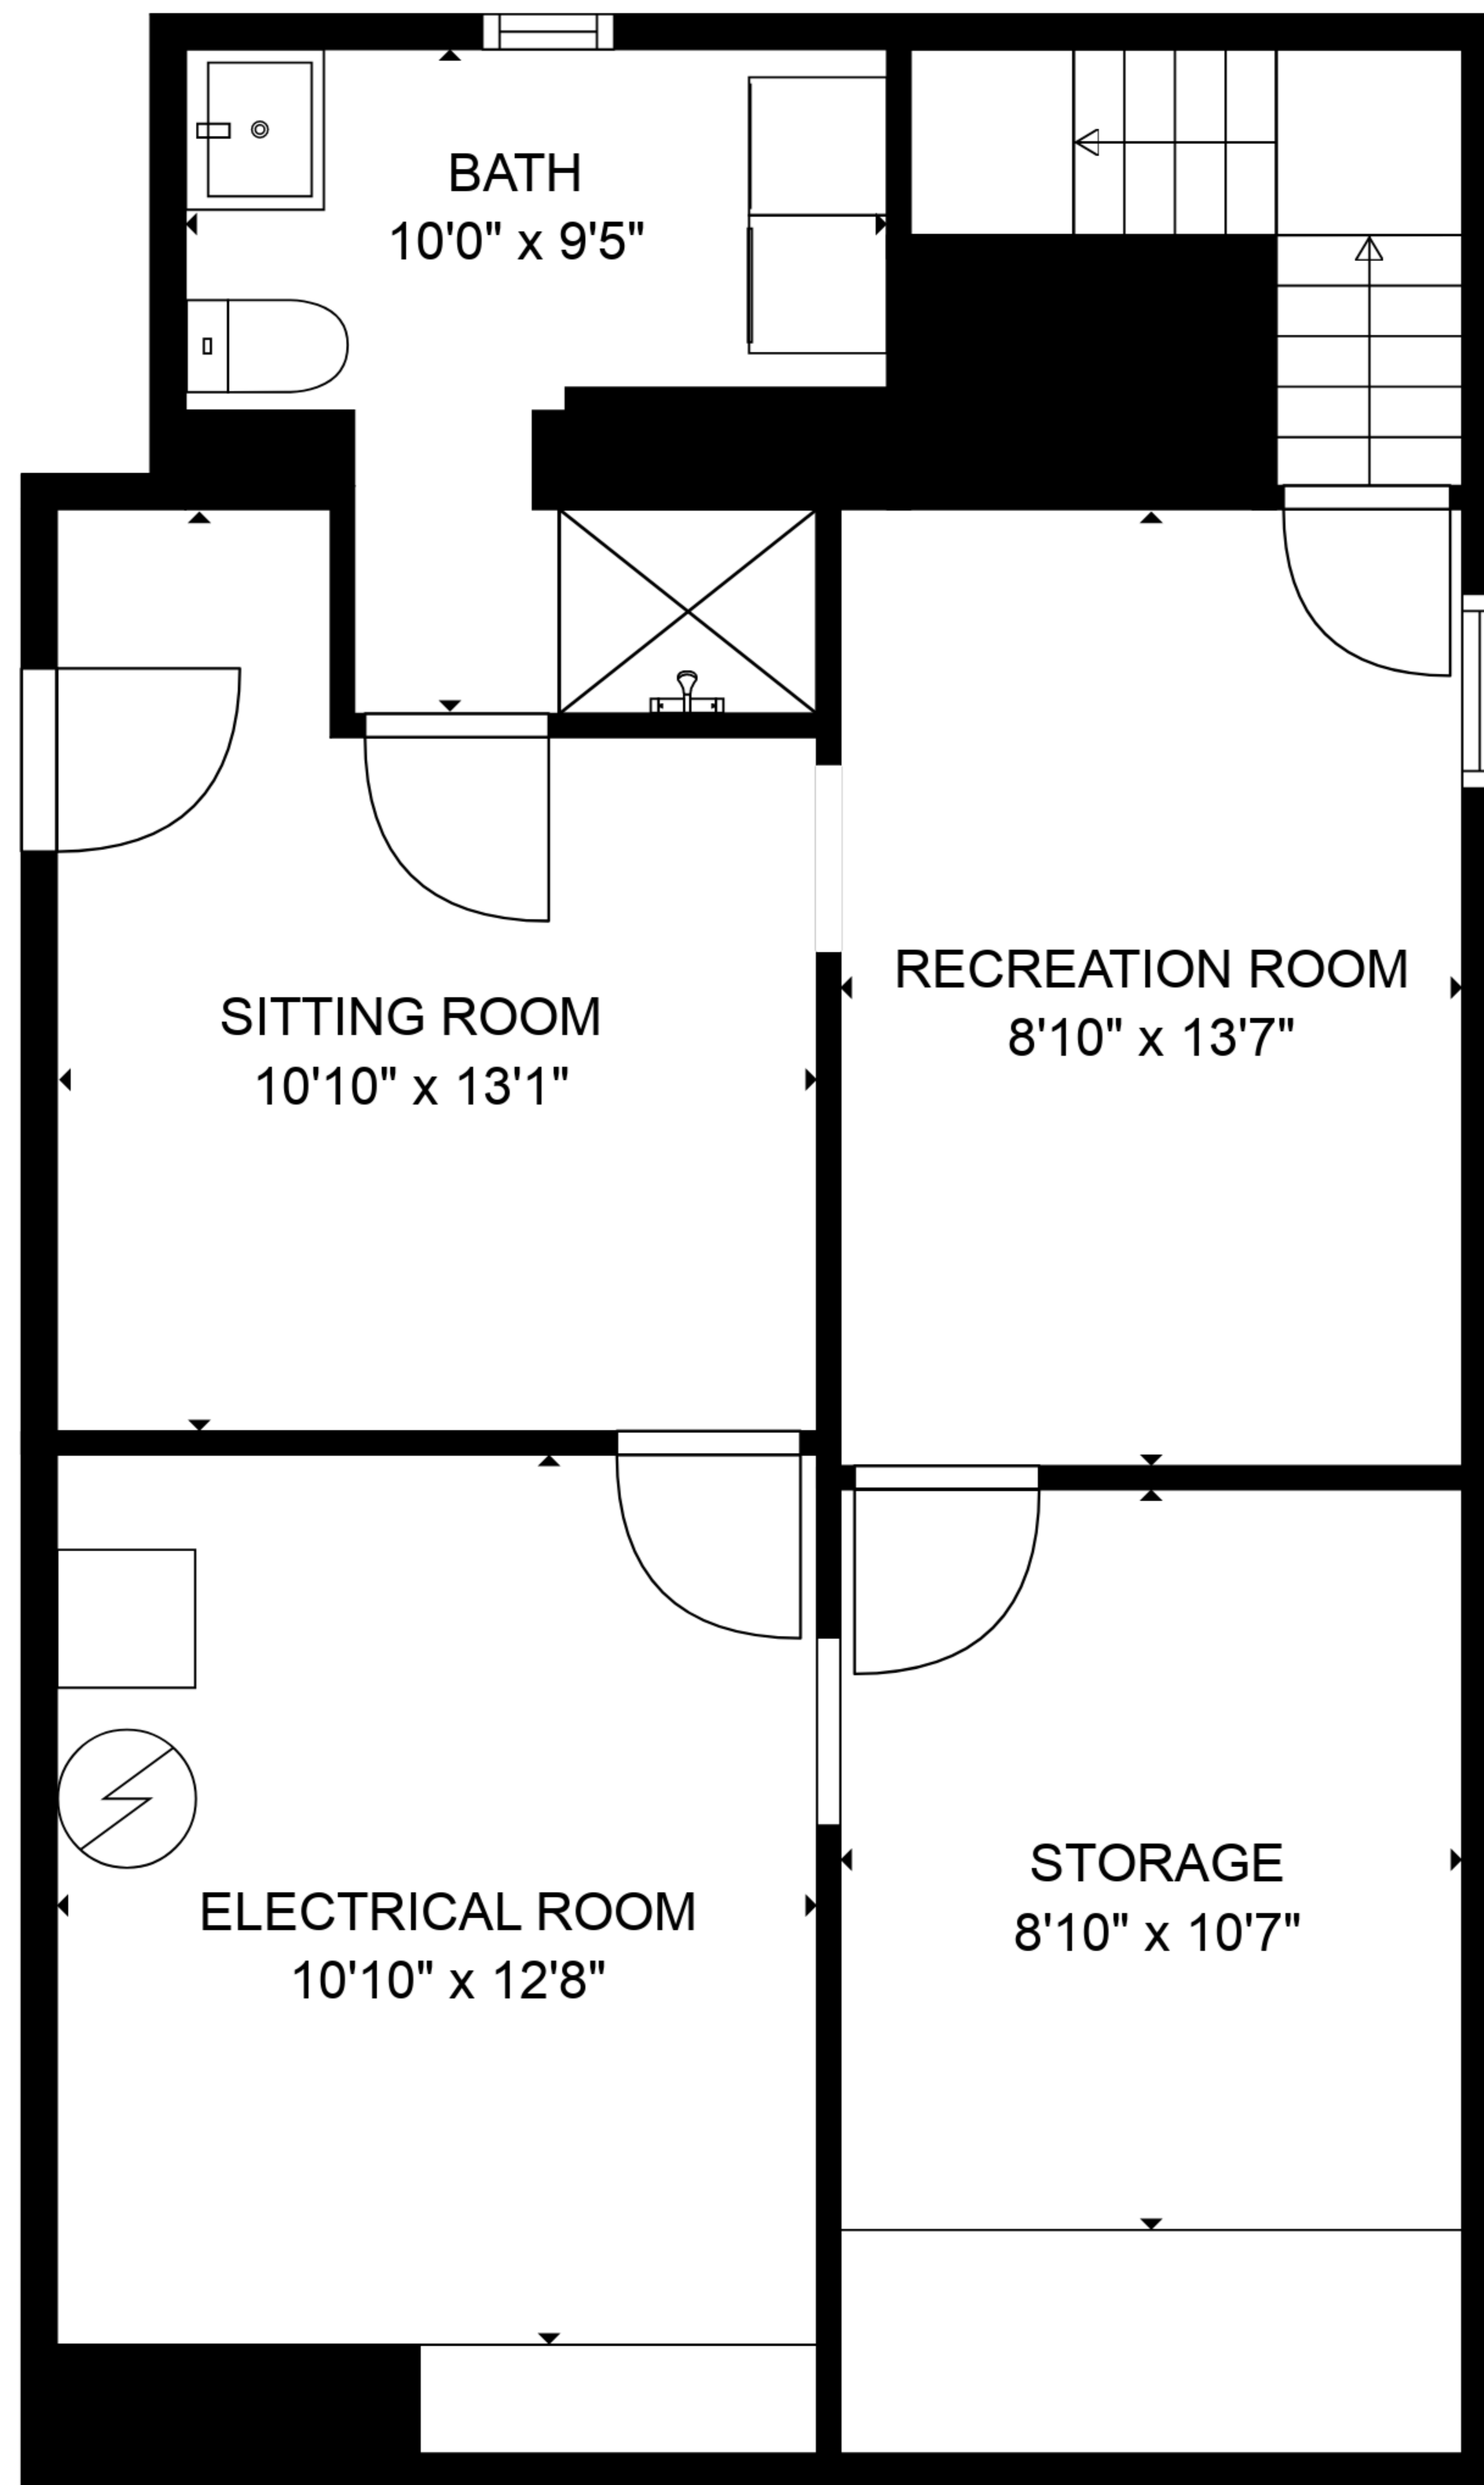 BATH
10'0" x 9'5"
RECREATION ROOM
8'10" x 13'7"
SITTING ROOM
10'10" x 13'1"
STORAGE
8'10" x 10'7"
ELECTRICAL ROOM
10'10" x 12'8"